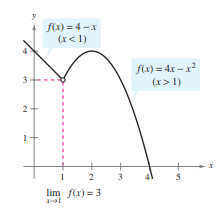 y
f(x) = 4 – x
(x < 1)
4
f(x) = 4x – x²
(x > 1)
3
2
1
x
1 2 3 4 5
lim f(x) = 3
x→1